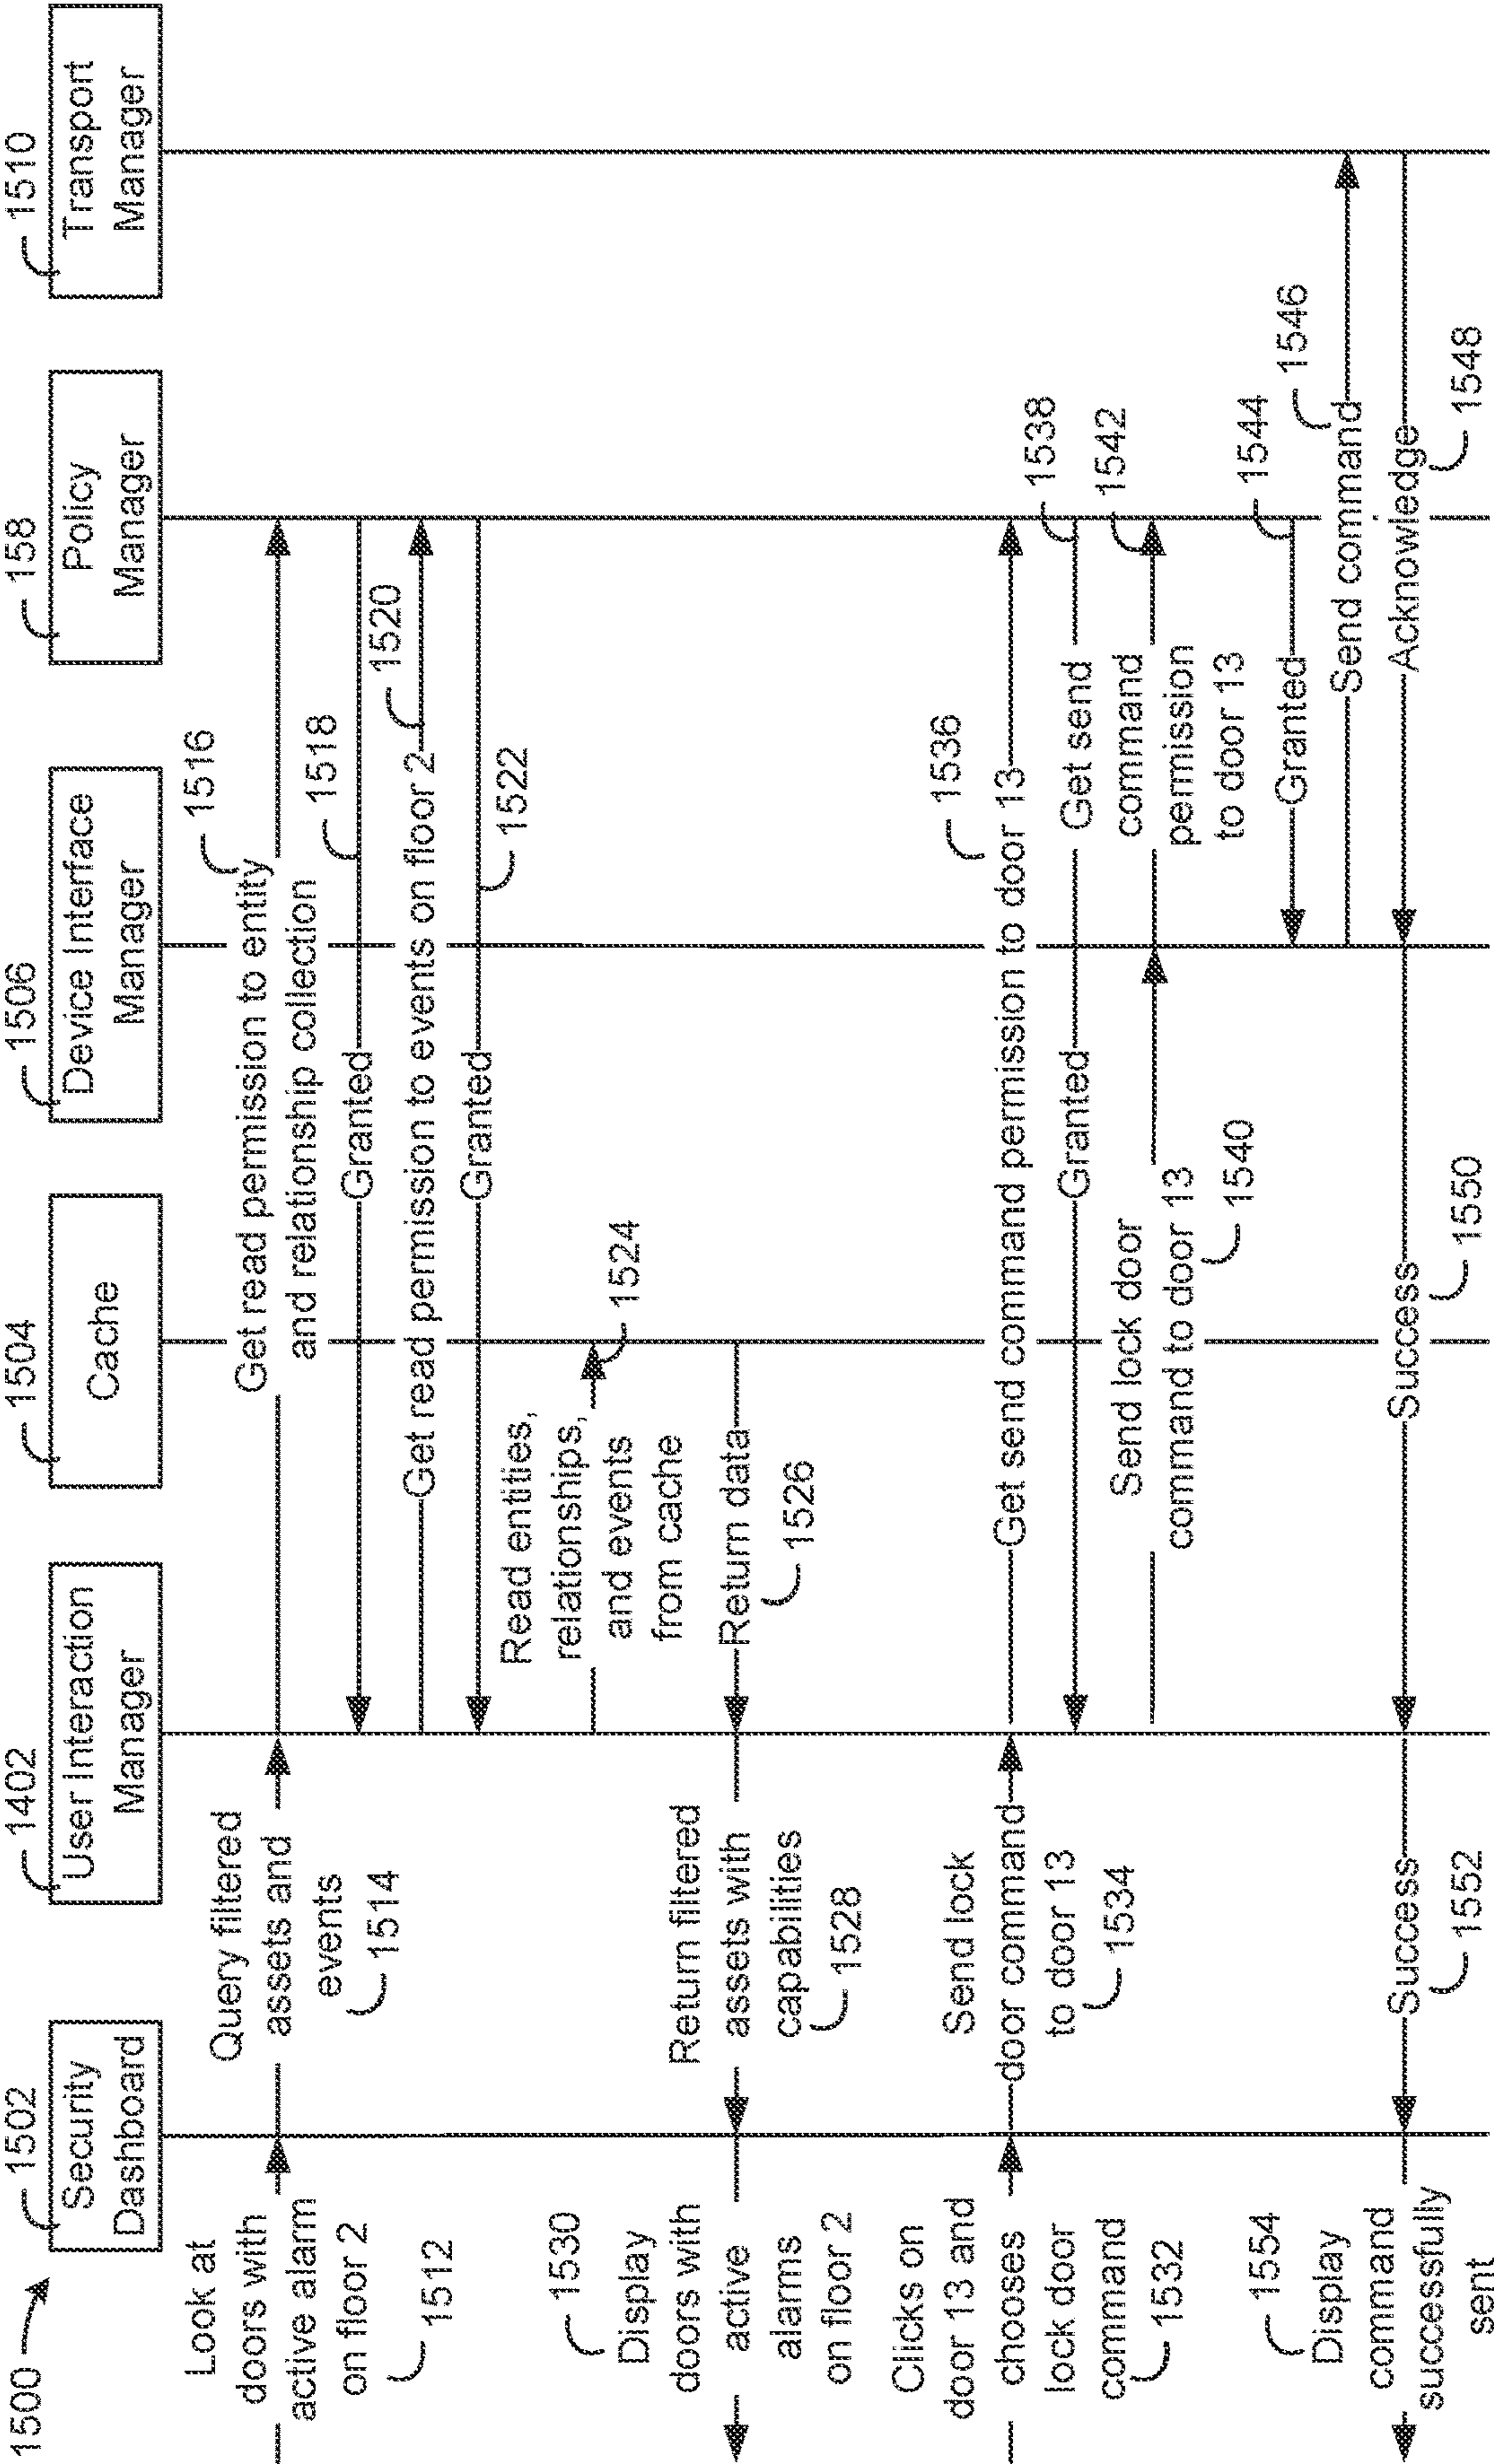 1500
1502
Security
Dashboard
1402
User Interaction
Manager
1504
Cache
1506
Device Interface
Manager
158
Policy
Manager
1510
Transport
Manager
Look at
doors with
active alarm
on floor 2
1512
Query filtered
assets and
events
1514
Get read permission to entity
and relationship collection
1516
Granted
1518
Get read permission to events on floor 2
1520
Granted
1522
Read entities,
relationships,
and events
from cache
1524
Return data
1526
Return filtered
assets with
capabilities
1528
1530
Display
doors with
active
alarms
on floor 2
Clicks on
door 13 and
chooses
lock door
command
1532
Send lock
door command
to door 13
1534
Get send command permission to door 13
1536
Granted
1538
Send lock door
command to door 13
1540
Get send
command
permission
to door 13
1542
Granted
1544
Send command
1546
Acknowledge
1548
Success
1550
Success
1552
1554
Display
command
successfully
sent